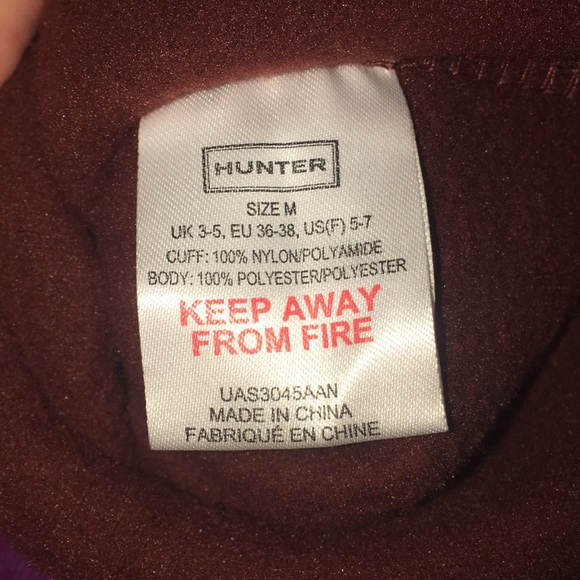 HUNTER
SIZE M
UK 3-5, EU 36-38, US(F) 5-7
CUFF: 100% NYLON/POLYAMIDE
BODY: 100% POLYESTER/POLYESTER
KEEP AWAY
FROM FIRE
UAS3045AAN
MADE IN CHINA
FABRIQUÉ EN CHINE